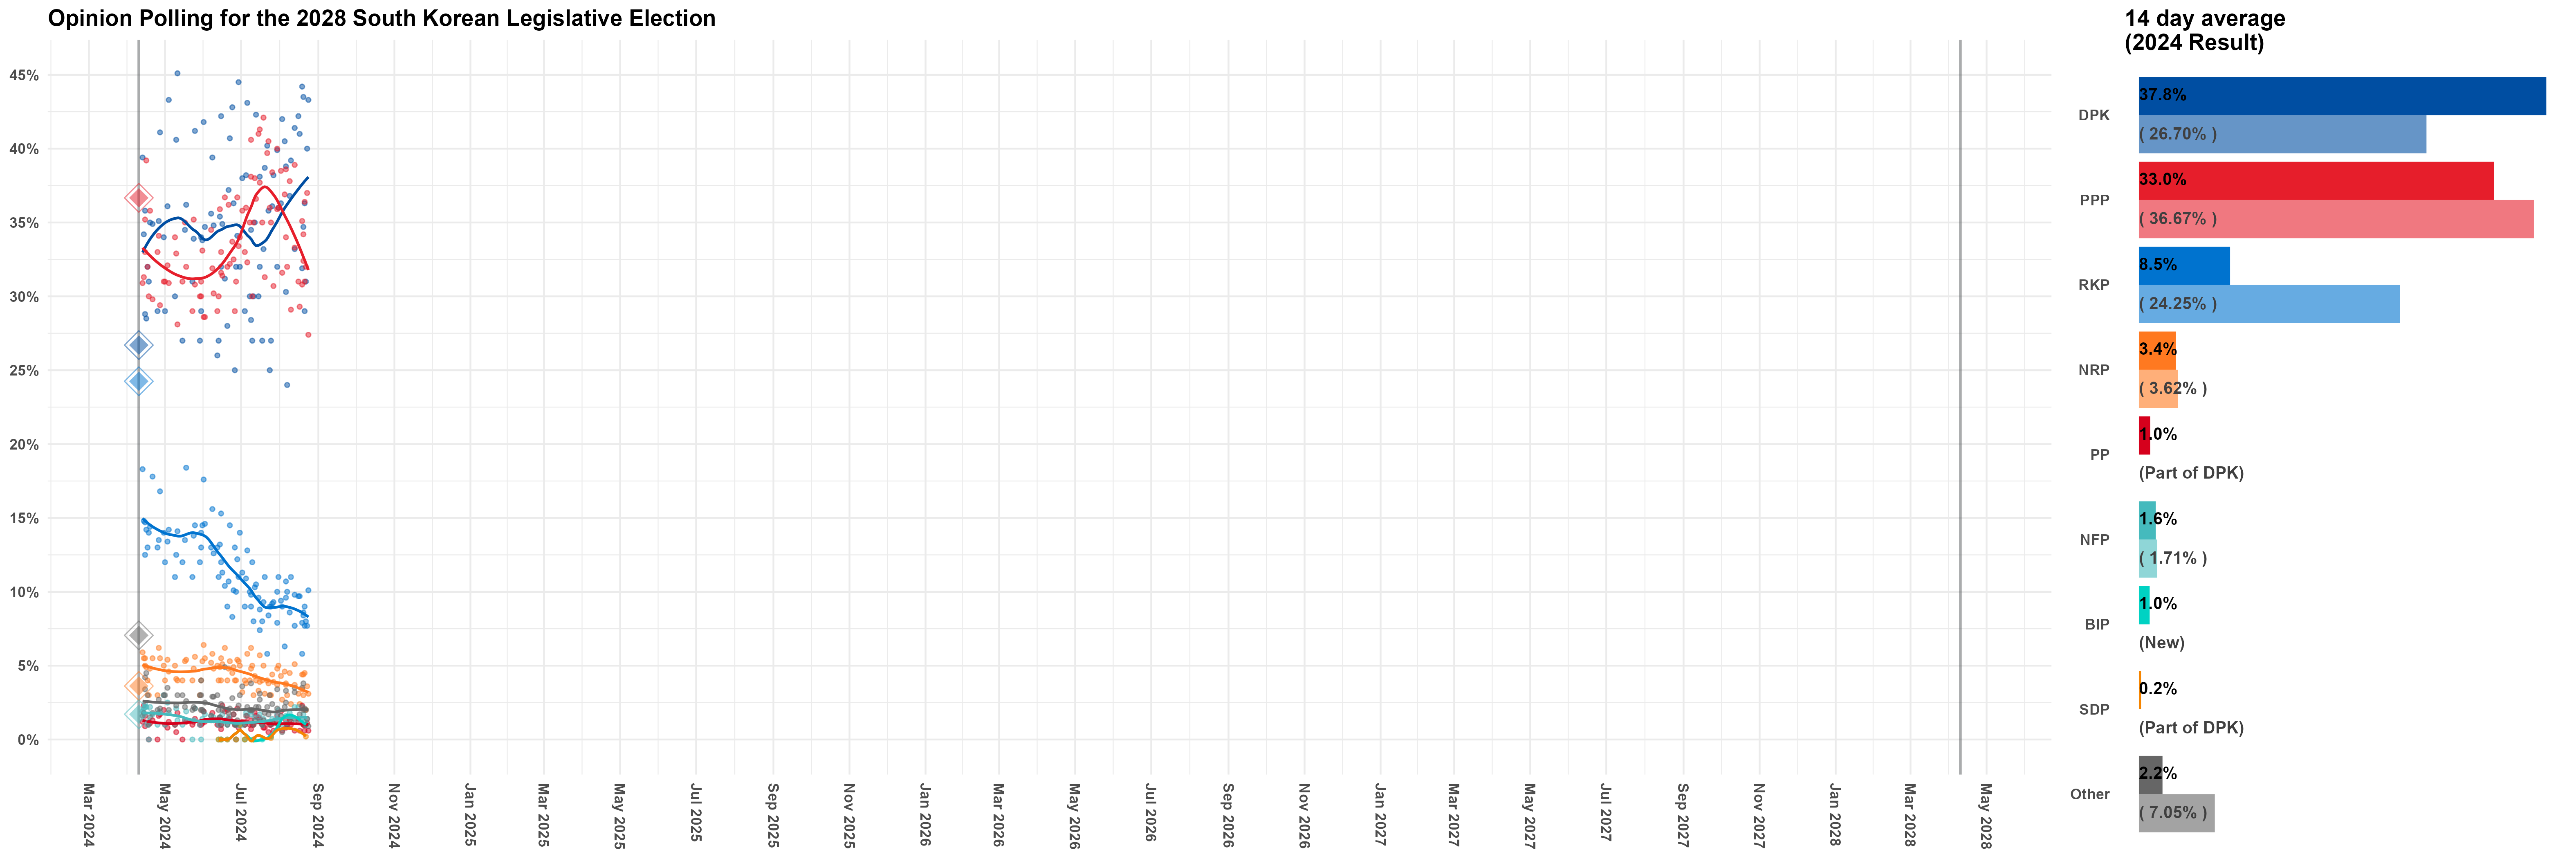 Opinion Polling for the 2028 South Korean Legislative Election
45%
40%
35%
30%
25%
20%
15%
10%
5%
0%
Mar 2024
May 2024
Jul 2024
Sep 2024
Nov 2024
Jan 2025
Mar 2025
May 2025
Jul 2025
Sep 2025
Nov 2025
Jan 2026
Mar 2026
May 2026
Jul 2026
Sep 2026
Nov 2026
Jan 2027
Mar 2027
May 2027
Jul 2027
Sep 2027
Nov 2027
Jan 2028
Mar 2028
May 2028
14 day average
(2024 Result)
37.8%
DPK
( 26.70% )
33.0%
PPP
( 36.67% )
8.5%
RKP
( 24.25% )
3.4%
NRP
( 3.62% )
1.0%
PP
(Part of DPK)
1.6%
NFP
( 1.71% )
1.0%
BIP
(New)
0.2%
SDP
(Part of DPK)
2.2%
Other
( 7.05% )